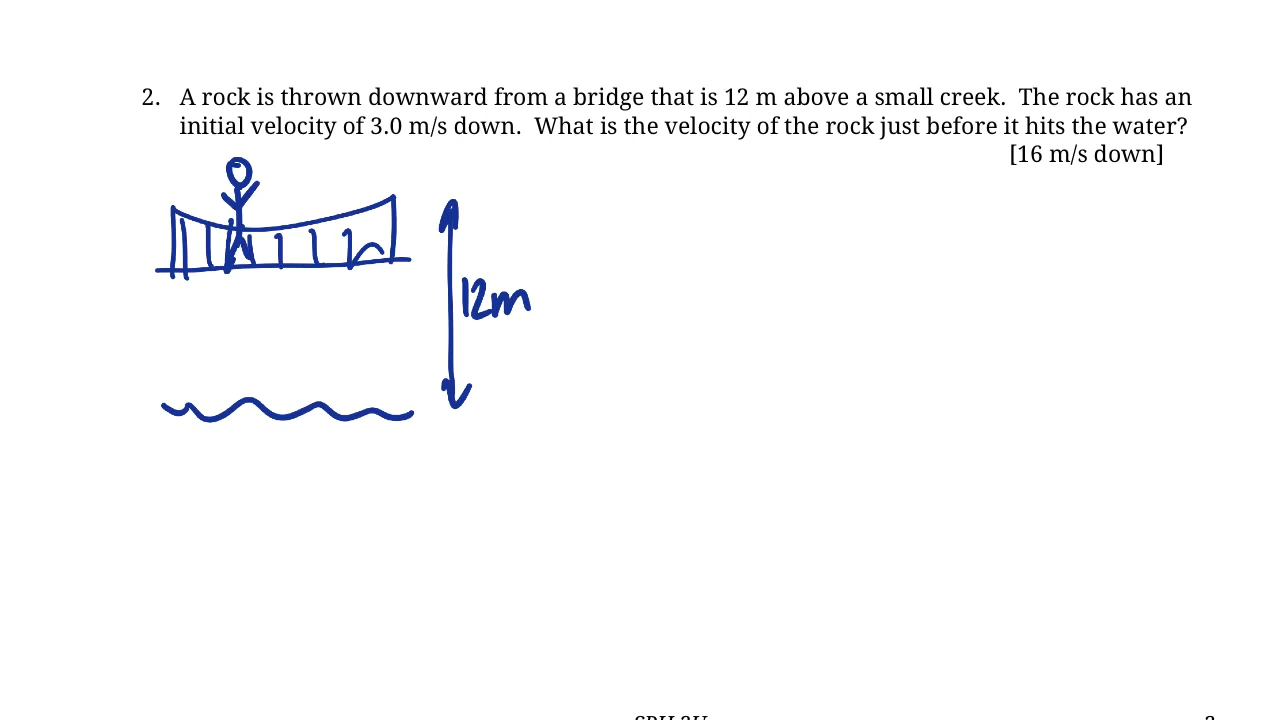 2. A rock is thrown downward from a bridge that is 12 m above a small creek. The rock has an
initial velocity of 3.0 m/s down. What is the velocity of the rock just before it hits the water?
[16 m/s down]
12m